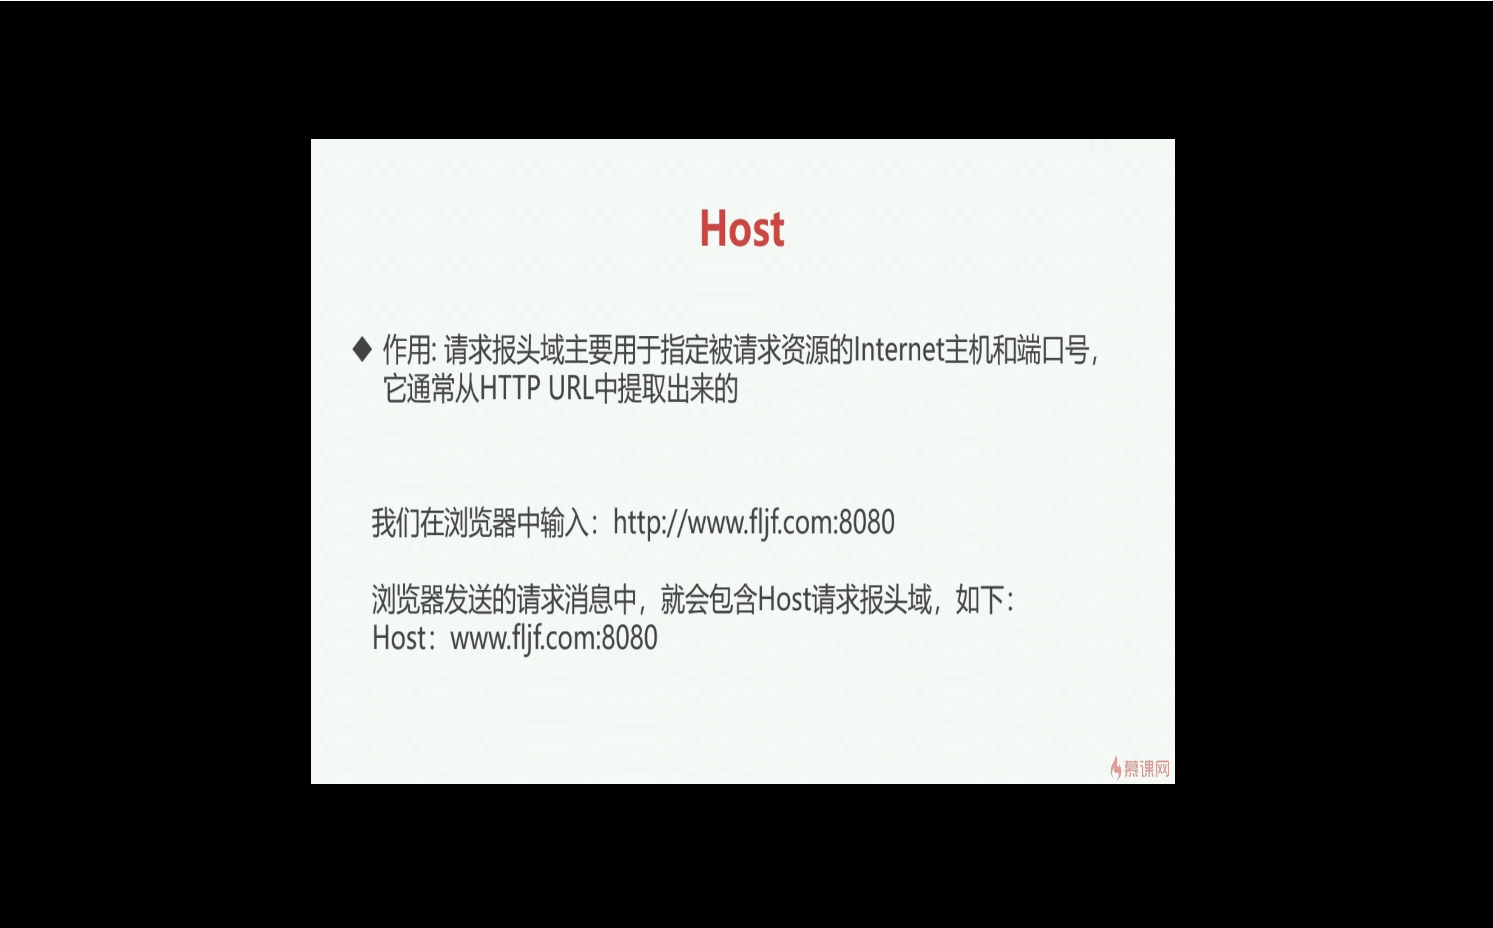 Host
◆ 作用: 请求报头域主要用于指定被请求资源的Internet主机和端口号，
它通常从HTTP URL中提取出来的
我们在浏览器中输入：http://www.fljf.com:8080
浏览器发送的请求消息中，就会包含Host请求报头域，如下：
Host：www.fljf.com:8080
慕课网